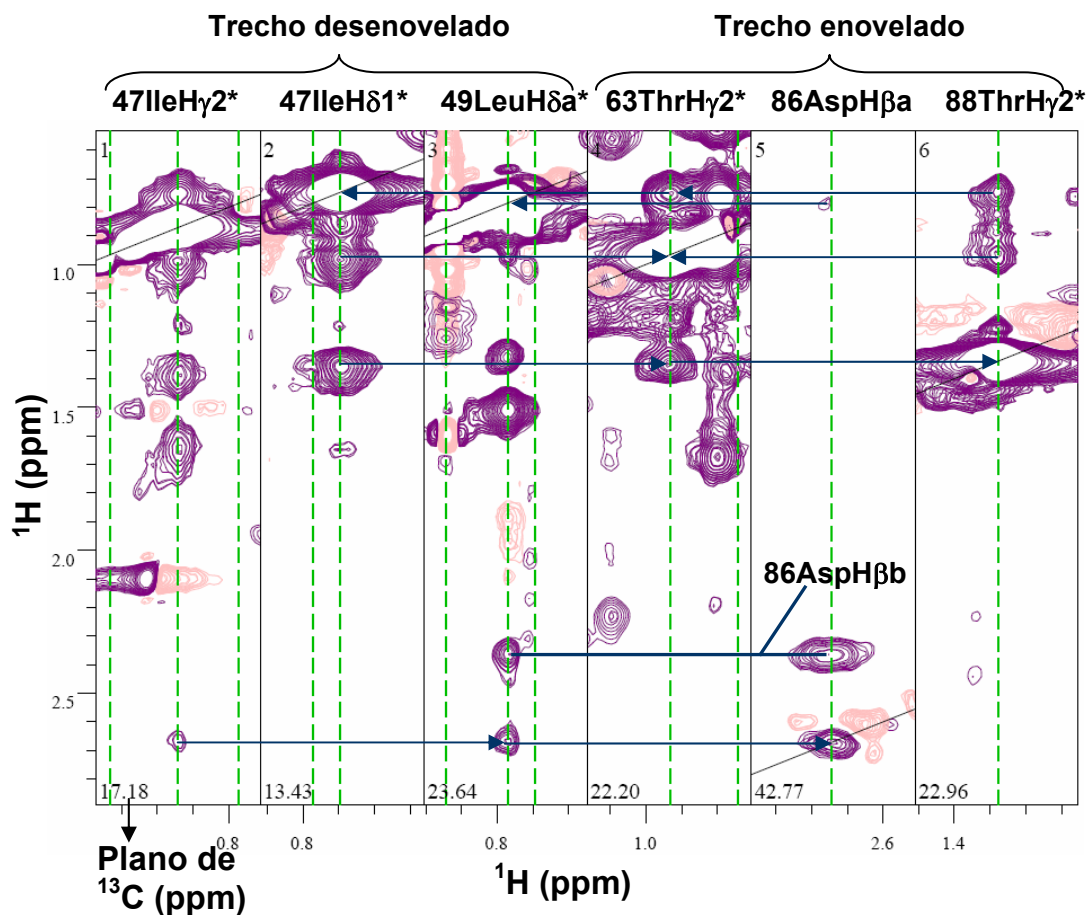 Trecho desenovelado Trecho enovelado
47IleHγ2* 47IleHδ1* 49LeuHδa* 63ThrHγ2* 86AspHβa 88ThrHγ2*
1 2 3 4 5 6
1.0
1.5
2.0
2.5
¹H (ppm)
86AspHβb
17.18 13.43 23.64 22.20 42.77 22.96
0.8 0.8 0.8 1.0 2.6 1.4
Plano de
¹³C (ppm)
¹H (ppm)